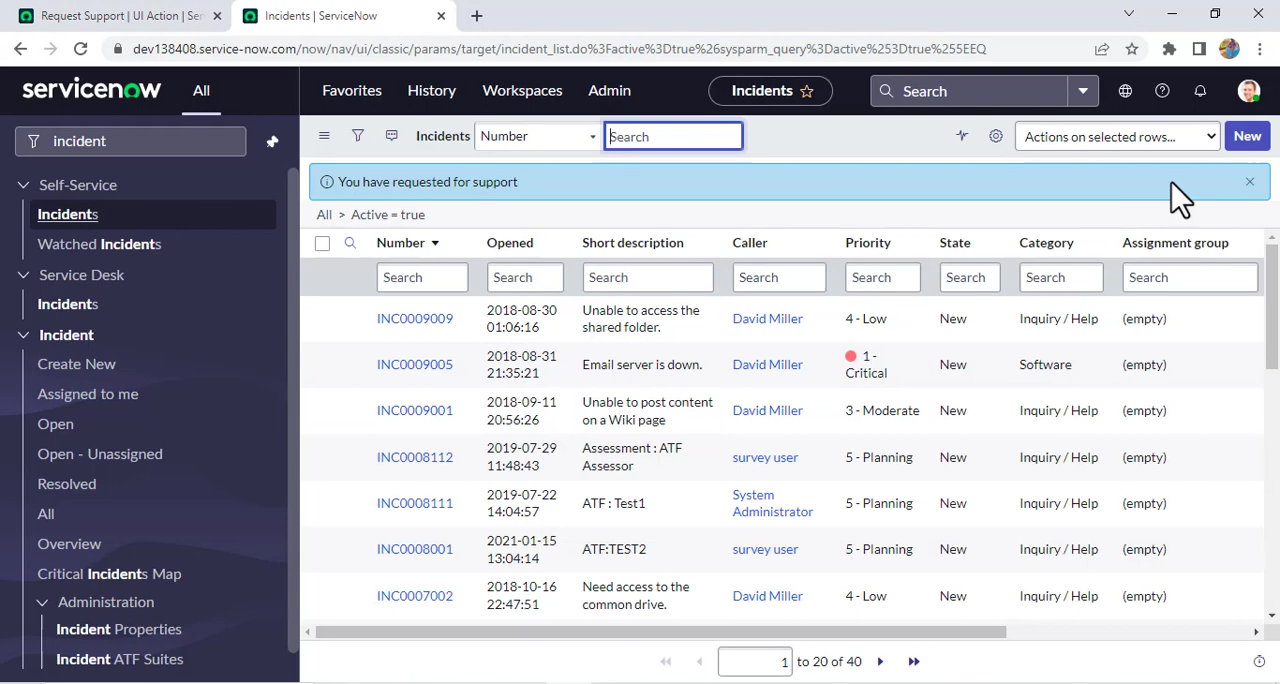 Request Support | UI Action | Ser
Incidents | ServiceNow
dev138408.service-now.com/now/nav/ui/classic/params/target/incident_list.do%3Factive%3Dtrue%26sysparm_query%3Dactive%253Dtrue%255EEQ
servicenow
All
Favorites
History
Workspaces
Admin
Incidents
Search
incident
Incidents
Number
Search
Actions on selected rows...
New
You have requested for support
All > Active = true
Self-Service
Incidents
Watched Incidents
Service Desk
Incidents
Incident
Create New
Assigned to me
Open
Open - Unassigned
Resolved
All
Overview
Critical Incidents Map
Administration
Incident Properties
Incident ATF Suites
Number Opened Short description Caller Priority State Category Assignment group
Search Search Search Search Search Search Search Search
INC0009009 2018-08-30 01:06:16 Unable to access the shared folder. David Miller 4 - Low New Inquiry / Help (empty)
INC0009005 2018-08-31 21:35:21 Email server is down. David Miller 1 - Critical New Software (empty)
INC0009001 2018-09-11 20:56:26 Unable to post content on a Wiki page David Miller 3 - Moderate New Inquiry / Help (empty)
INC0008112 2019-07-29 11:48:43 Assessment : ATF Assessor survey user 5 - Planning New Inquiry / Help (empty)
INC0008111 2019-07-22 14:04:57 ATF : Test1 System Administrator 5 - Planning New Inquiry / Help (empty)
INC0008001 2021-01-15 13:04:14 ATF:TEST2 survey user 5 - Planning New Inquiry / Help (empty)
INC0007002 2018-10-16 22:47:51 Need access to the common drive. David Miller 4 - Low New Inquiry / Help (empty)
1 to 20 of 40